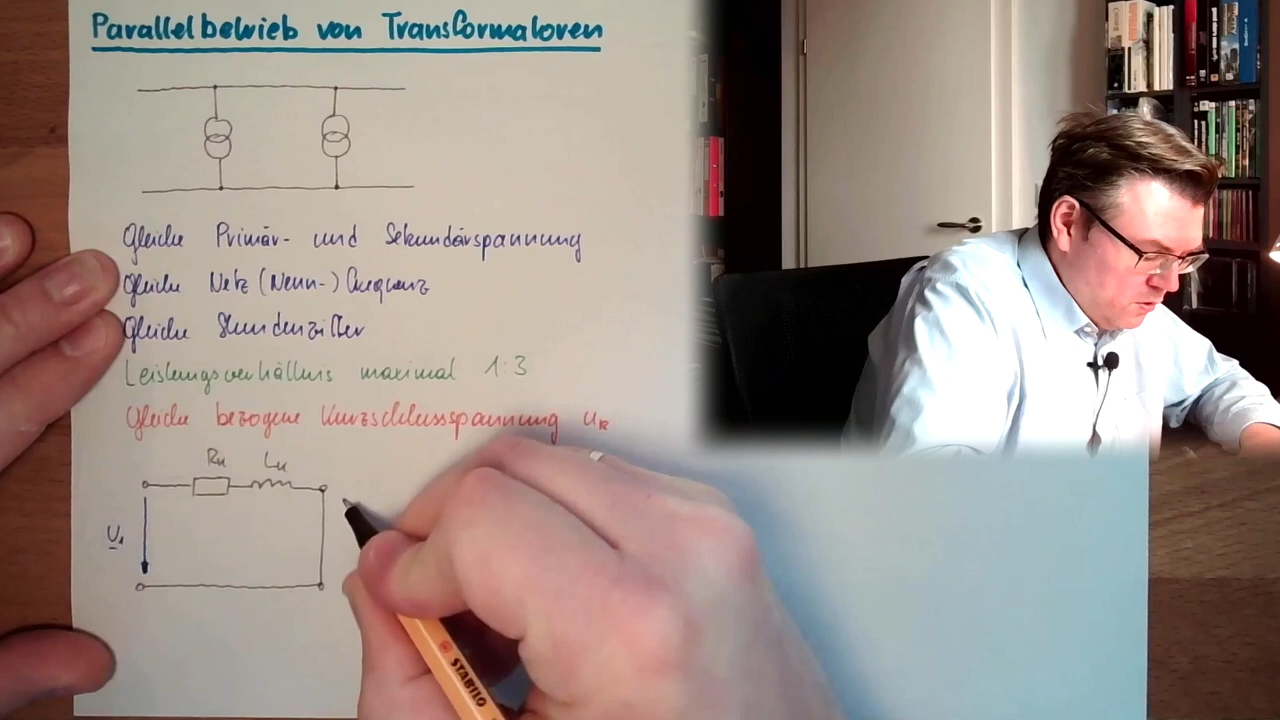 Parallelbetrieb von Transformatoren
Gleiche Primär- und Sekundärspannung
Gleiche Netz (Nenn-) frequenz
Gleiche Stundenziffer
Leistungsverhältnis maximal 1:3
Gleiche bezogene Kurzschlussspannung uk
Rk Lk
U1
STABILO